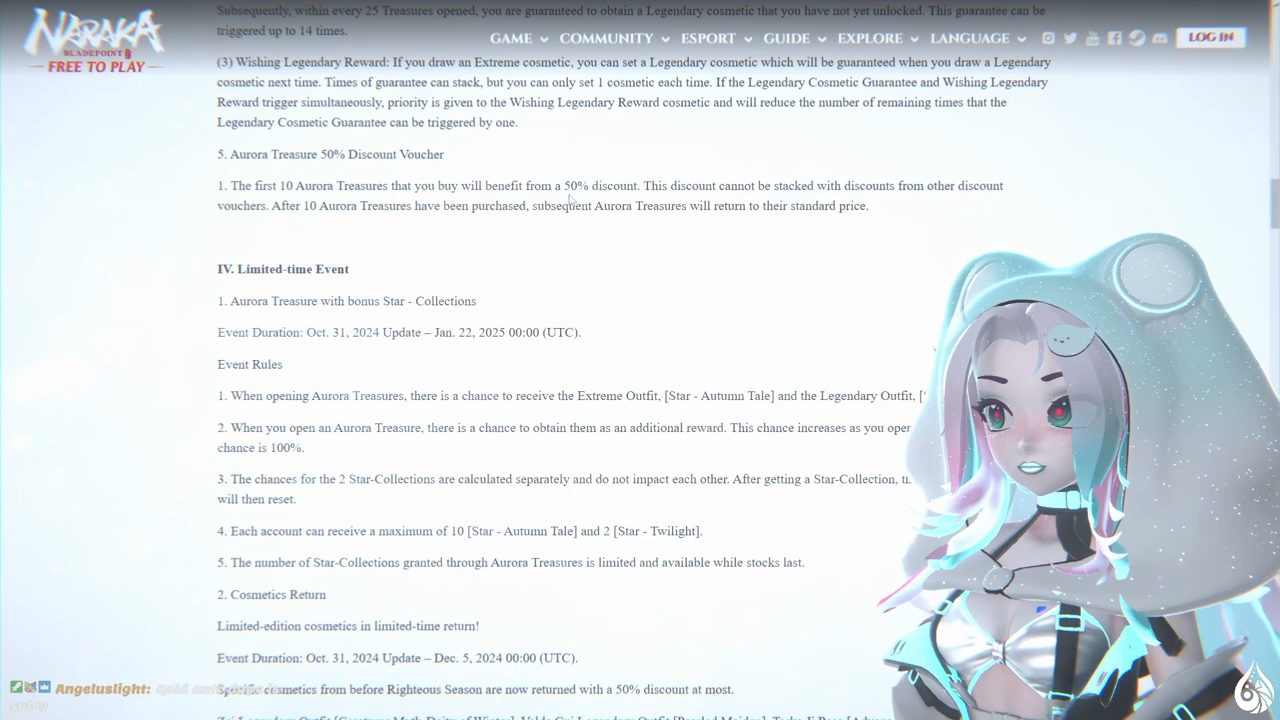 Subsequently, within every 25 Treasures opened, you are guaranteed to obtain a Legendary cosmetic that you have not yet unlocked. This guarantee can be
triggered up to 14 times.
NARAKA
BLADEPOINT
FREE TO PLAY
GAME COMMUNITY ESPORT GUIDE EXPLORE LANGUAGE LOG IN
(3) Wishing Legendary Reward: If you draw an Extreme cosmetic, you can set a Legendary cosmetic which will be guaranteed when you draw a Legendary
cosmetic next time. Times of guarantee can stack, but you can only set 1 cosmetic each time. If the Legendary Cosmetic Guarantee and Wishing Legendary
Reward trigger simultaneously, priority is given to the Wishing Legendary Reward cosmetic and will reduce the number of remaining times that the
Legendary Cosmetic Guarantee can be triggered by one.
5. Aurora Treasure 50% Discount Voucher
1. The first 10 Aurora Treasures that you buy will benefit from a 50% discount. This discount cannot be stacked with discounts from other discount
vouchers. After 10 Aurora Treasures have been purchased, subsequent Aurora Treasures will return to their standard price.
IV. Limited-time Event
1. Aurora Treasure with bonus Star - Collections
Event Duration: Oct. 31, 2024 Update – Jan. 22, 2025 00:00 (UTC).
Event Rules
1. When opening Aurora Treasures, there is a chance to receive the Extreme Outfit, [Star - Autumn Tale] and the Legendary Outfit, [
2. When you open an Aurora Treasure, there is a chance to obtain them as an additional reward. This chance increases as you oper
chance is 100%.
3. The chances for the 2 Star-Collections are calculated separately and do not impact each other. After getting a Star-Collection,
will then reset.
4. Each account can receive a maximum of 10 [Star - Autumn Tale] and 2 [Star - Twilight].
5. The number of Star-Collections granted through Aurora Treasures is limited and available while stocks last.
2. Cosmetics Return
Limited-edition cosmetics in limited-time return!
Event Duration: Oct. 31, 2024 Update – Dec. 5, 2024 00:00 (UTC).
Angeluslight: Gold
Specific cosmetics from before Righteous Season are now returned with a 50% discount at most.